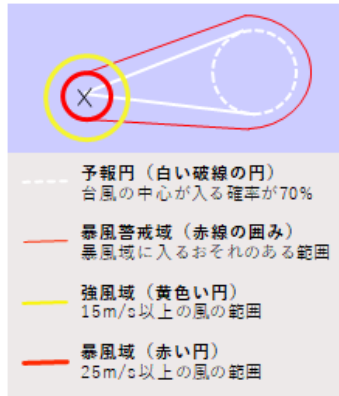 予報円（白い破線の円）
台風の中心が入る確率が70%
暴風警戒域（赤線の囲み）
暴風域に入るおそれのある範囲
強風域（黄色い円）
15m/s以上の風の範囲
暴風域（赤い円）
25m/s以上の風の範囲